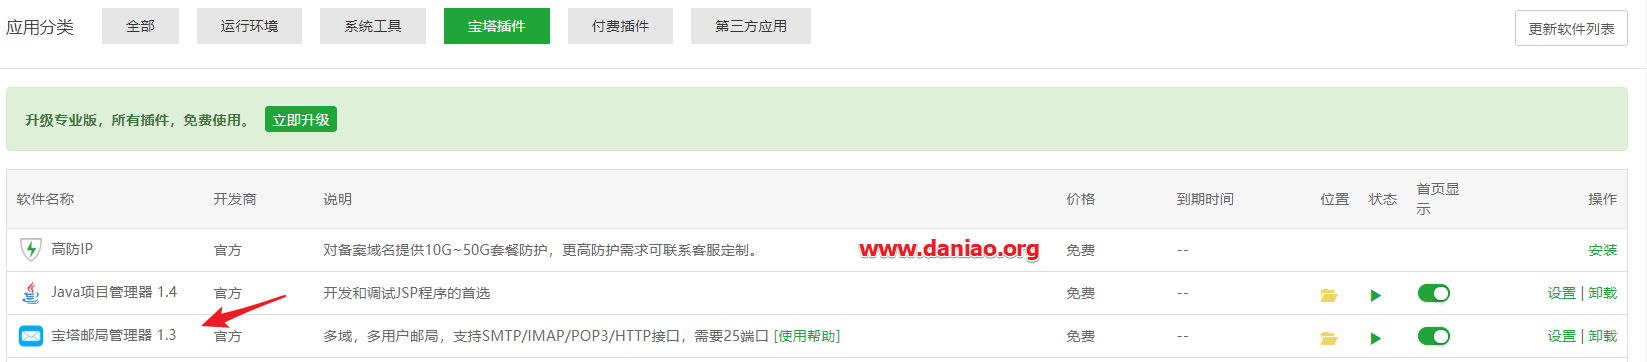 应用分类 全部 运行环境 系统工具 宝塔插件 付费插件 第三方应用 更新软件列表
升级专业版，所有插件，免费使用。 立即升级
软件名称 开发商 说明 价格 到期时间 位置 状态 首页显示 操作
高防IP 官方 对备案域名提供10G~50G套餐防护，更高防护需求可联系客服定制。 www.daniao.org 免费 -- 安装
Java项目管理器 1.4 官方 开发和调试JSP程序的首选 免费 -- 设置 | 卸载
宝塔邮局管理器 1.3 官方 多域，多用户邮局，支持SMTP/IMAP/POP3/HTTP接口，需要25端口 [使用帮助] 免费 -- 设置 | 卸载